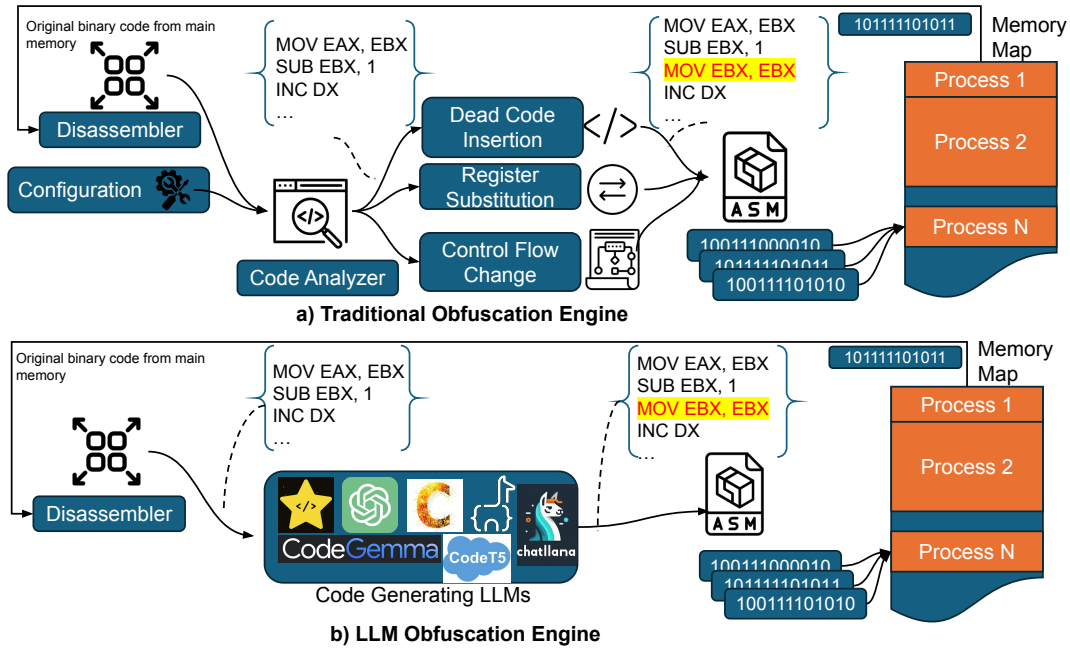 Original binary code from main
memory
Disassembler
Configuration
MOV EAX, EBX
SUB EBX, 1
INC DX
...
</>
Code Analyzer
Dead Code
Insertion
</>
Register
Substitution
Control Flow
Change
MOV EAX, EBX
SUB EBX, 1
MOV EBX, EBX
INC DX
...
ASM
101111101011
Memory
Map
Process 1
Process 2
Process N
100111000010
101111101011
100111101010
a) Traditional Obfuscation Engine
Original binary code from main
memory
Disassembler
MOV EAX, EBX
SUB EBX, 1
INC DX
...
</>
C
CodeGemma
CodeT5
chatllana
Code Generating LLMs
MOV EAX, EBX
SUB EBX, 1
MOV EBX, EBX
INC DX
...
ASM
101111101011
Memory
Map
Process 1
Process 2
Process N
100111000010
101111101011
100111101010
b) LLM Obfuscation Engine